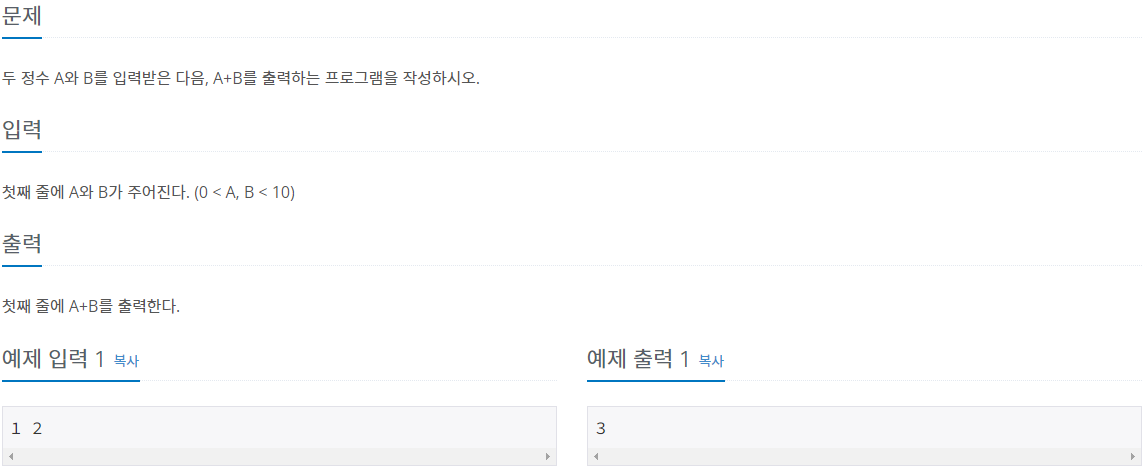 문제
두 정수 A와 B를 입력받은 다음, A+B를 출력하는 프로그램을 작성하시오.
입력
첫째 줄에 A와 B가 주어진다. (0 < A, B < 10)
출력
첫째 줄에 A+B를 출력한다.
예제 입력 1 복사
1 2
예제 출력 1 복사
3